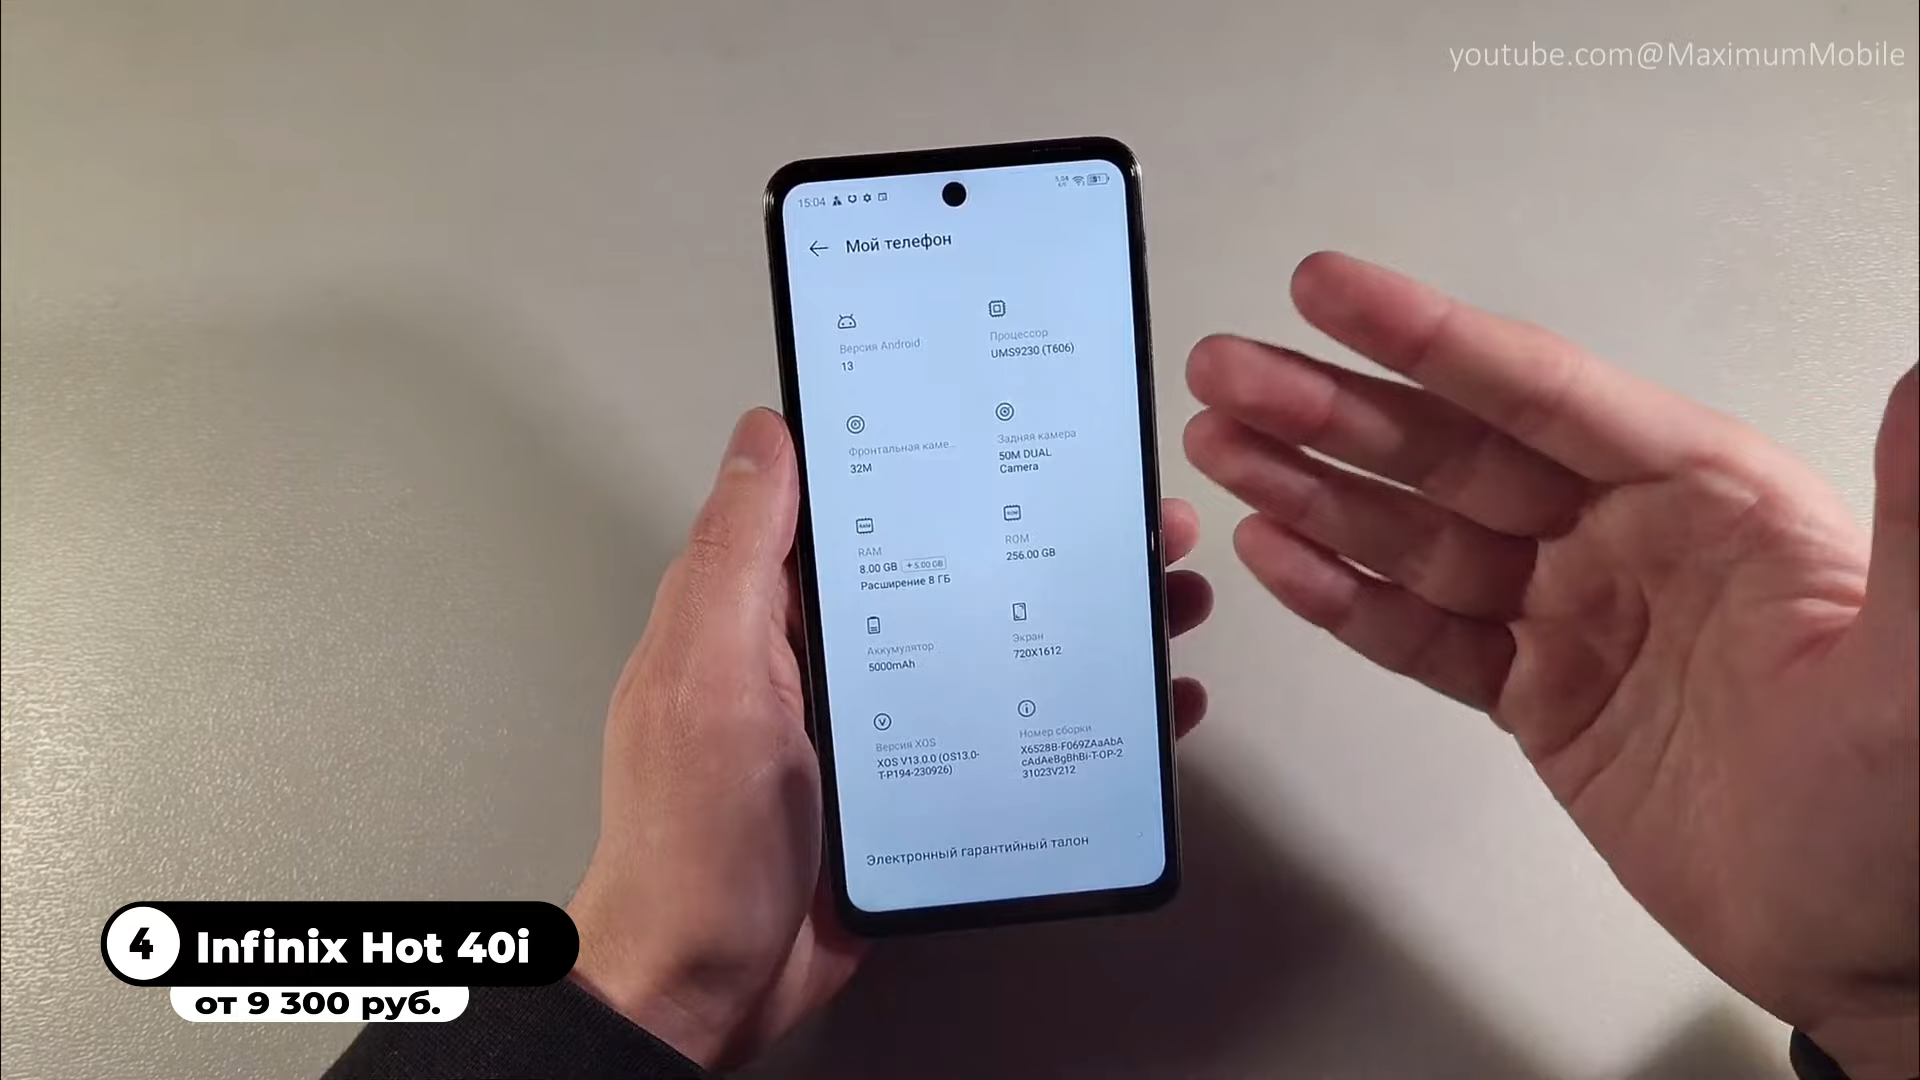 youtube.com@MaximumMobile
15:04
Мой телефон
Версия Android
13
Процессор
UMS9230 (T606)
Фронтальная каме...
32M
Задняя камера
50M DUAL
Camera
RAM
8.00 GB +5.00 GB
Расширение 8 ГБ
ROM
256.00 GB
Аккумулятор
5000mAh
Экран
720X1612
Версия XOS
XOS V13.0.0 (OS13.0-
T-P194-230926)
Номер сборки
X6528B-F069ZAaAbA
cAdAeBgBhBi-T-OP-2
31023V212
Электронный гарантийный талон
4 Infinix Hot 40i
от 9 300 руб.